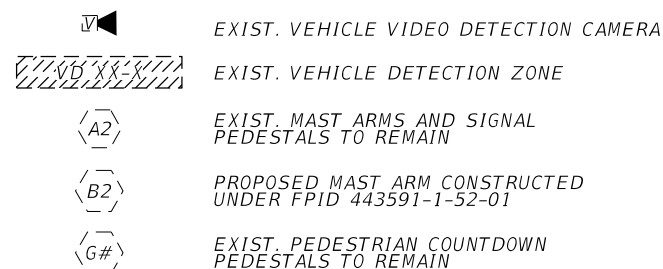 V EXIST. VEHICLE VIDEO DETECTION CAMERA
VD XX-X EXIST. VEHICLE DETECTION ZONE
A2 EXIST. MAST ARMS AND SIGNAL
PEDESTALS TO REMAIN
B2 PROPOSED MAST ARM CONSTRUCTED
UNDER FPID 443591-1-52-01
G# EXIST. PEDESTRIAN COUNTDOWN
PEDESTALS TO REMAIN